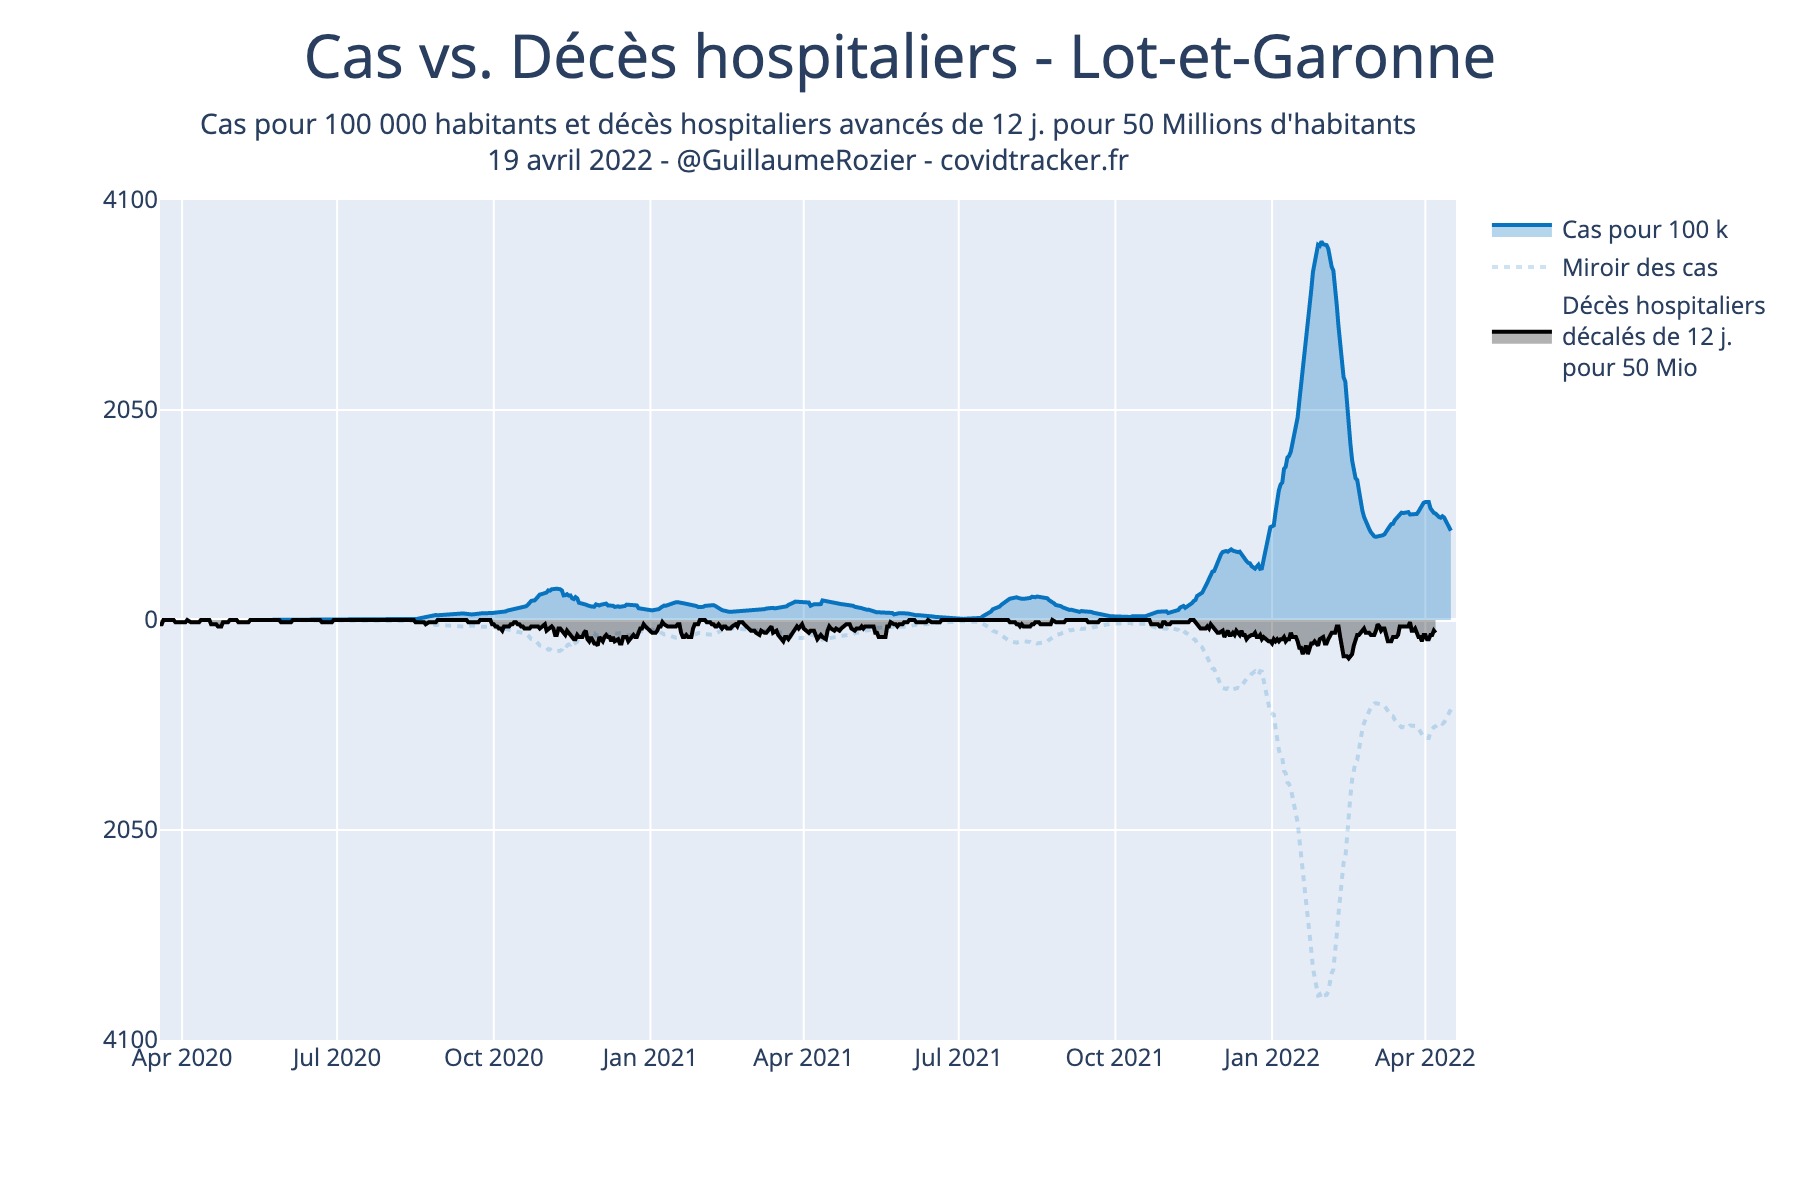 Cas vs. Décès hospitaliers - Lot-et-Garonne
Cas pour 100 000 habitants et décès hospitaliers avancés de 12 j. pour 50 Millions d'habitants
19 avril 2022 - @GuillaumeRozier - covidtracker.fr
4100
2050
0
2050
4100
Apr 2020
Jul 2020
Oct 2020
Jan 2021
Apr 2021
Jul 2021
Oct 2021
Jan 2022
Apr 2022
Cas pour 100 k
Miroir des cas
Décès hospitaliers
décalés de 12 j.
pour 50 Mio